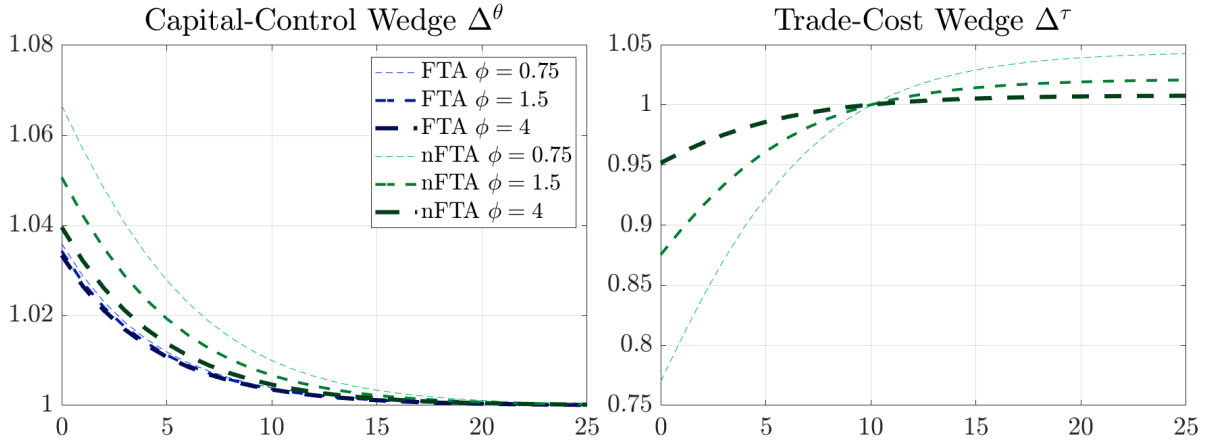 Capital-Control Wedge Δ^θ
1.08
1.06
1.04
1.02
1
0 5 10 15 20 25
FTA ϕ = 0.75
FTA ϕ = 1.5
FTA ϕ = 4
nFTA ϕ = 0.75
nFTA ϕ = 1.5
nFTA ϕ = 4
Trade-Cost Wedge Δ^τ
1.05
1
0.95
0.9
0.85
0.8
0.75
0 5 10 15 20 25